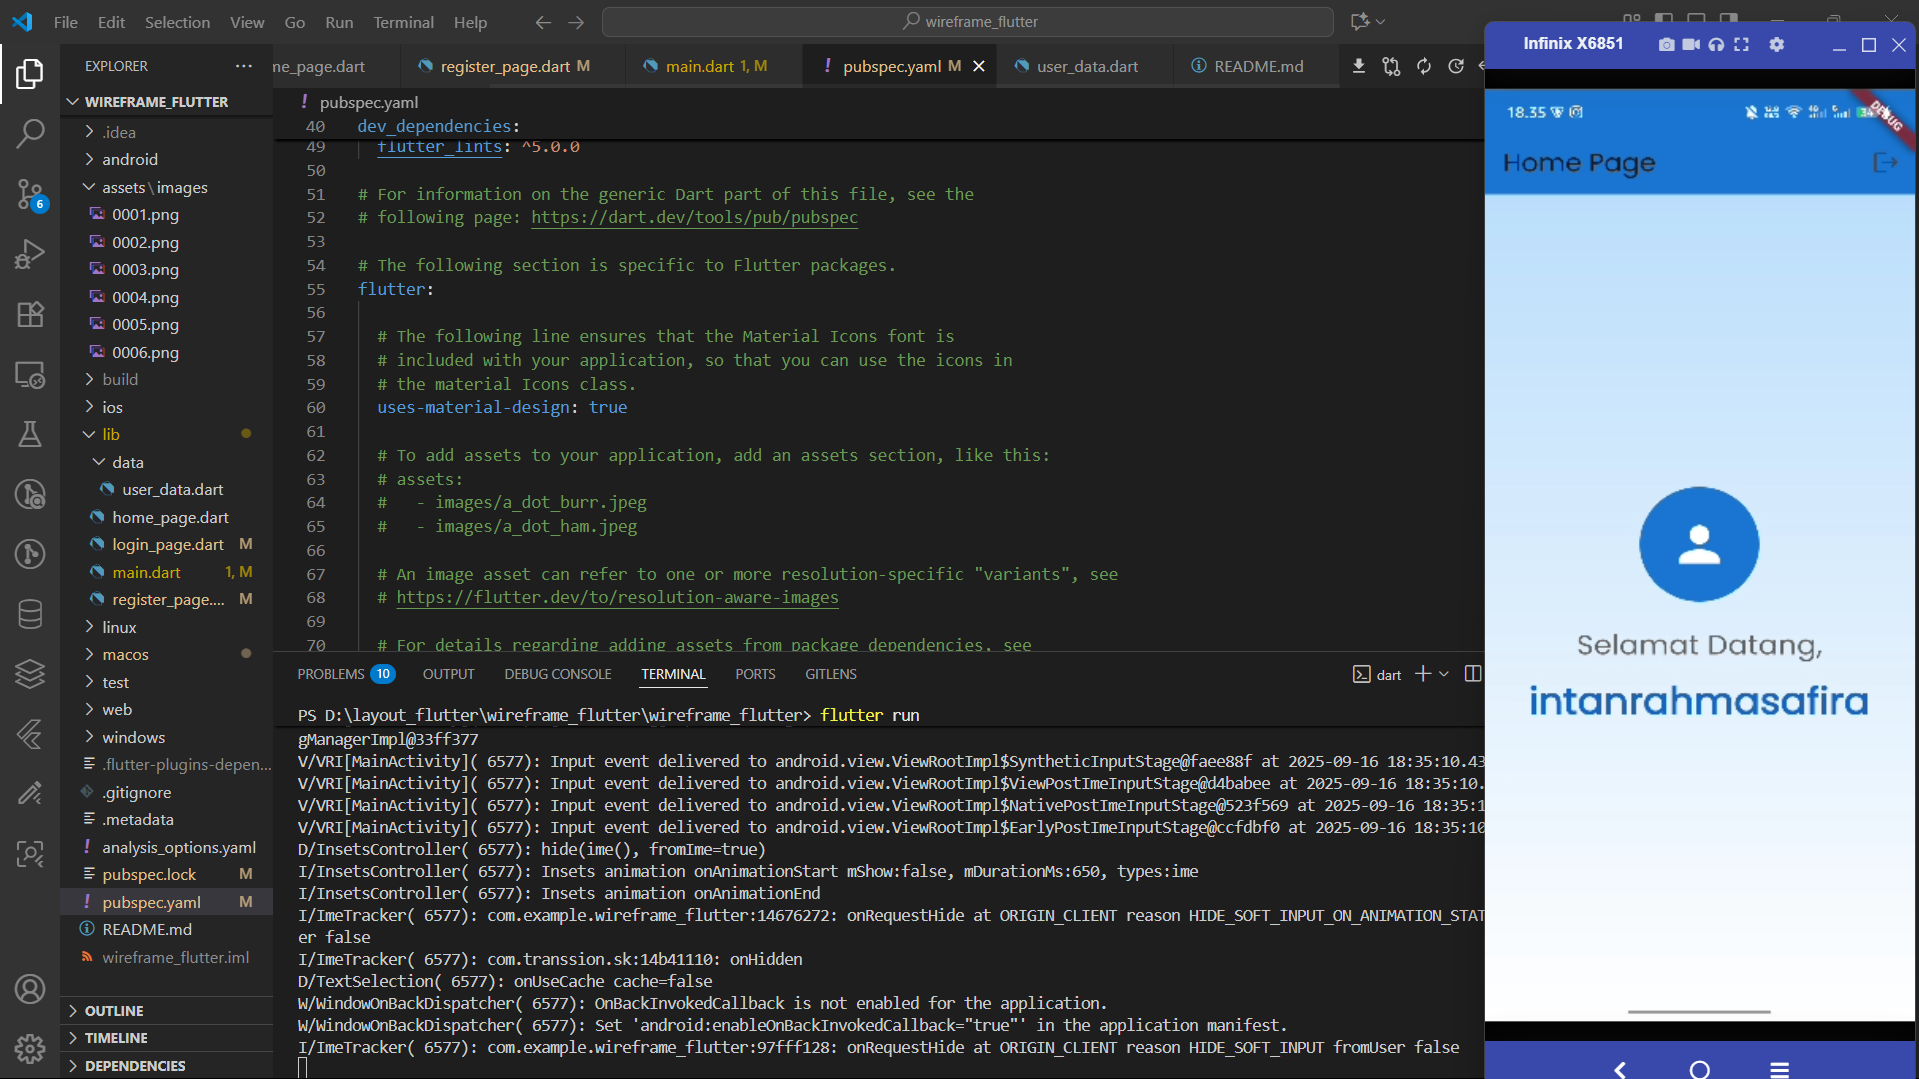 File Edit Selection View Go Run Terminal Help
wireframe_flutter
Infinix X6851
EXPLORER
me_page.dart
register_page.dart M
main.dart 1, M
pubspec.yaml M
user_data.dart
README.md
WIREFRAME_FLUTTER
.idea
android
assets\images
0001.png
0002.png
0003.png
0004.png
0005.png
0006.png
build
ios
lib
data
user_data.dart
home_page.dart
login_page.dart M
main.dart 1, M
register_page.... M
linux
macos
test
web
windows
.flutter-plugins-depen...
.gitignore
.metadata
analysis_options.yaml
pubspec.lock M
pubspec.yaml M
README.md
wireframe_flutter.iml
OUTLINE
TIMELINE
DEPENDENCIES
6
pubspec.yaml
40 dev_dependencies:
49 flutter_lints: ^5.0.0
50
51 # For information on the generic Dart part of this file, see the
52 # following page: https://dart.dev/tools/pub/pubspec
53
54 # The following section is specific to Flutter packages.
55 flutter:
56
57 # The following line ensures that the Material Icons font is
58 # included with your application, so that you can use the icons in
59 # the material Icons class.
60 uses-material-design: true
61
62 # To add assets to your application, add an assets section, like this:
63 # assets:
64 #   - images/a_dot_burr.jpeg
65 #   - images/a_dot_ham.jpeg
66
67 # An image asset can refer to one or more resolution-specific "variants", see
68 # https://flutter.dev/to/resolution-aware-images
69
70 # For details regarding adding assets from package dependencies, see
PROBLEMS 10 OUTPUT DEBUG CONSOLE TERMINAL PORTS GITLENS
dart
PS D:\layout_flutter\wireframe_flutter\wireframe_flutter> flutter run
gManagerImpl@33ff377
V/VRI[MainActivity]( 6577): Input event delivered to android.view.ViewRootImpl$SyntheticInputStage@faee88f at 2025-09-16 18:35:10.43
V/VRI[MainActivity]( 6577): Input event delivered to android.view.ViewRootImpl$ViewPostImeInputStage@d4babee at 2025-09-16 18:35:10.
V/VRI[MainActivity]( 6577): Input event delivered to android.view.ViewRootImpl$NativePostImeInputStage@523f569 at 2025-09-16 18:35:1
V/VRI[MainActivity]( 6577): Input event delivered to android.view.ViewRootImpl$EarlyPostImeInputStage@ccfdbf0 at 2025-09-16 18:35:10
D/InsetsController( 6577): hide(ime(), fromIme=true)
I/InsetsController( 6577): Insets animation onAnimationStart mShow:false, mDurationMs:650, types:ime
I/InsetsController( 6577): Insets animation onAnimationEnd
I/ImeTracker( 6577): com.example.wireframe_flutter:14676272: onRequestHide at ORIGIN_CLIENT reason HIDE_SOFT_INPUT_ON_ANIMATION_STAT
er false
I/ImeTracker( 6577): com.transsion.sk:14b41110: onHidden
D/TextSelection( 6577): onUseCache cache=false
W/WindowOnBackDispatcher( 6577): OnBackInvokedCallback is not enabled for the application.
W/WindowOnBackDispatcher( 6577): Set 'android:enableOnBackInvokedCallback="true"' in the application manifest.
I/ImeTracker( 6577): com.example.wireframe_flutter:97fff128: onRequestHide at ORIGIN_CLIENT reason HIDE_SOFT_INPUT fromUser false
18.35
DEBUG
Home Page
Selamat Datang,
intanrahmasafira